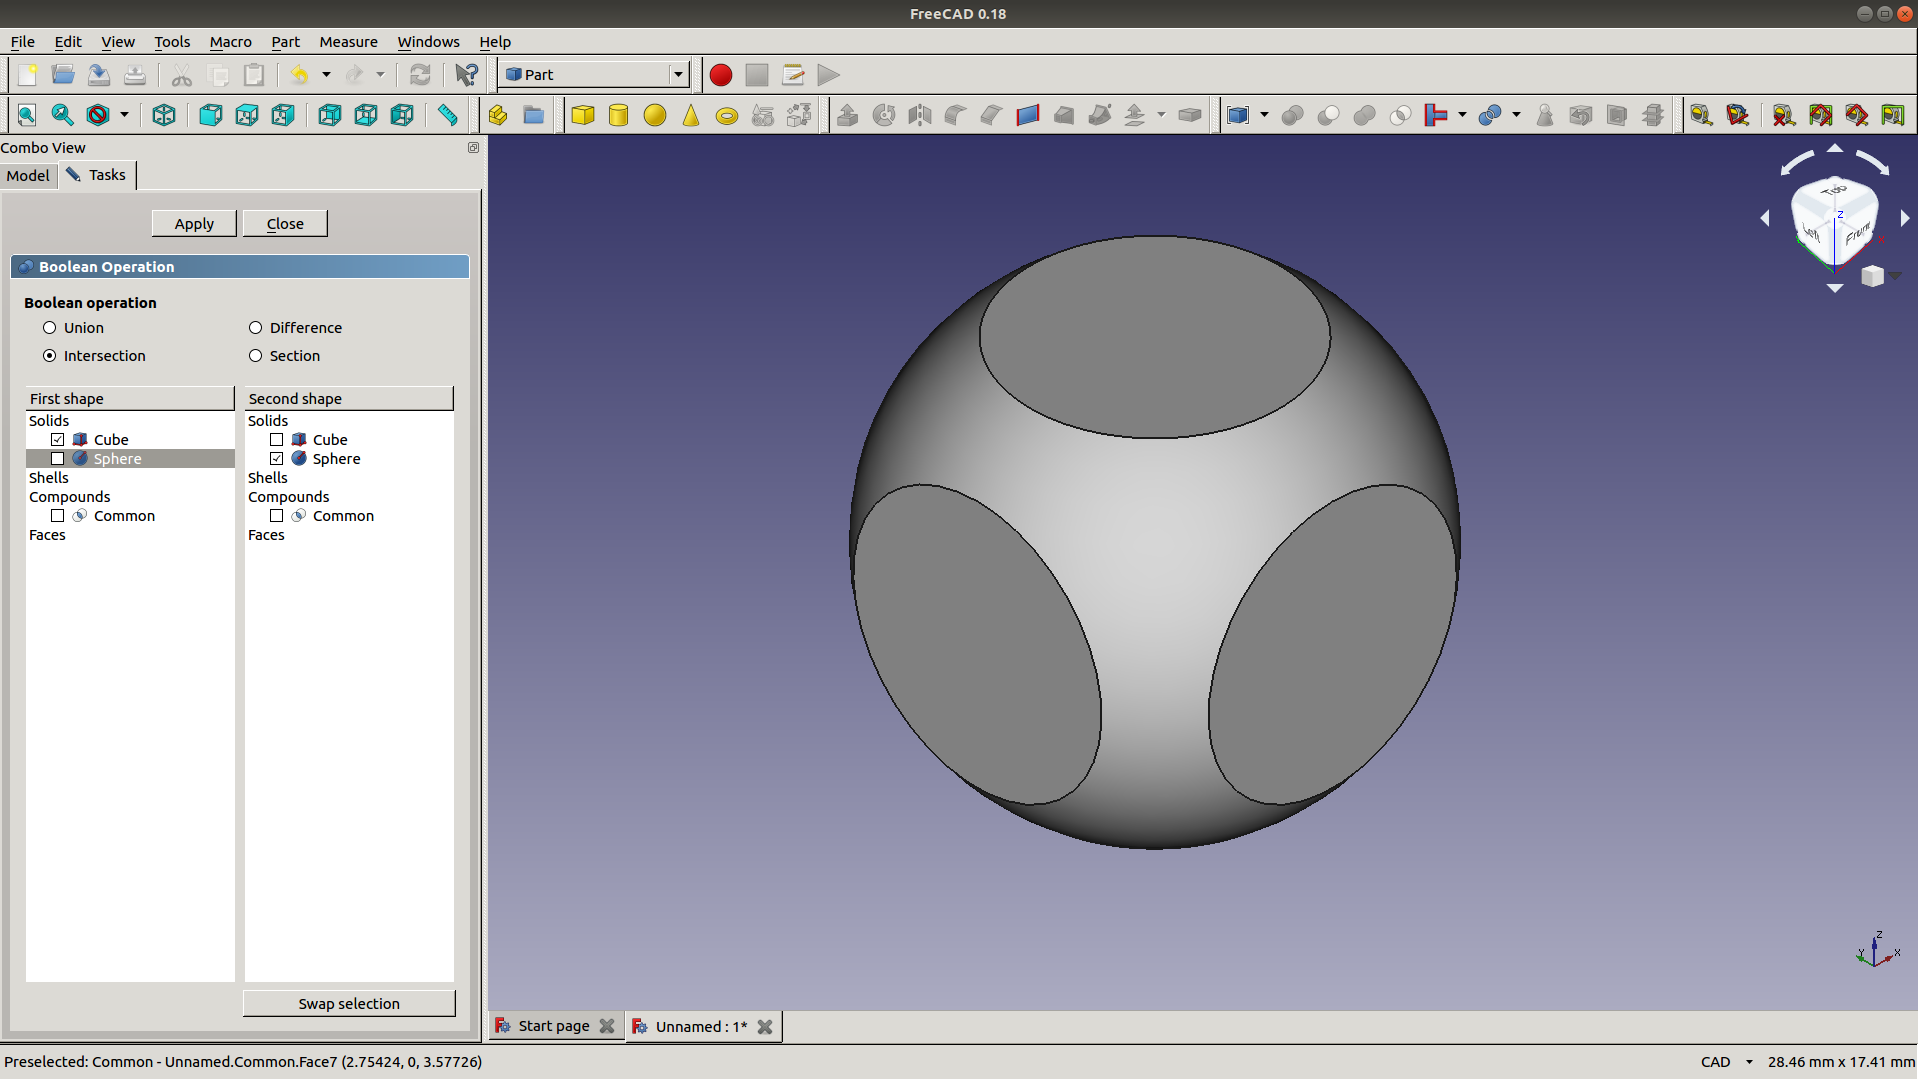 FreeCAD 0.18
File Edit View Tools Macro Part Measure Windows Help
Part
Combo View
Model Tasks
Apply Close
Boolean Operation
Boolean operation
Union Difference
Intersection Section
First shape Second shape
Solids Solids
Cube Cube
Sphere Sphere
Shells Shells
Compounds Compounds
Common Common
Faces Faces
Swap selection
Top
Z
Left Front
Z
Y X
Start page Unnamed : 1*
Preselected: Common - Unnamed.Common.Face7 (2.75424, 0, 3.57726) CAD 28.46 mm x 17.41 mm